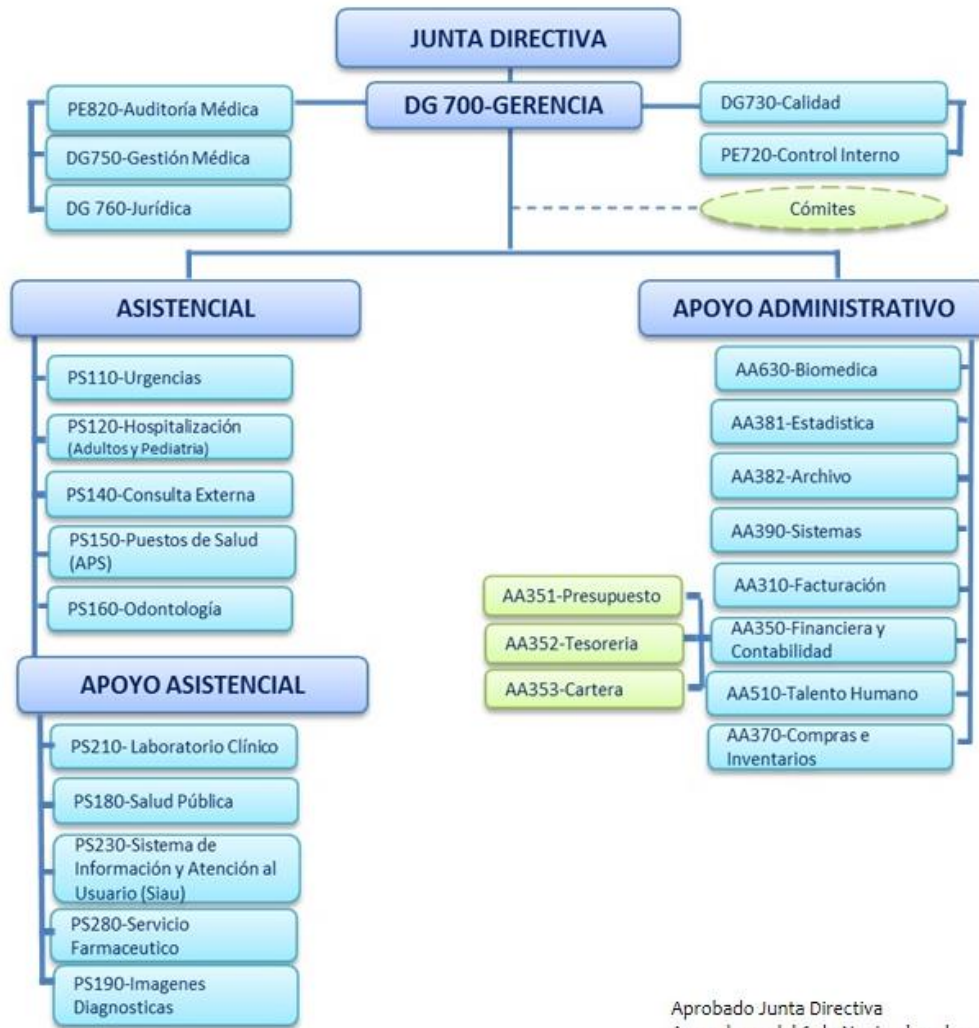 JUNTA DIRECTIVA
DG 700-GERENCIA
PE820-Auditoría Médica
DG750-Gestión Médica
DG 760-Jurídica
DG730-Calidad
PE720-Control Interno
Cómites
ASISTENCIAL
PS110-Urgencias
PS120-Hospitalización
(Adultos y Pediatria)
PS140-Consulta Externa
PS150-Puestos de Salud
(APS)
PS160-Odontología
APOYO ASISTENCIAL
PS210- Laboratorio Clínico
PS180-Salud Pública
PS230-Sistema de
Información y Atención al
Usuario (Siau)
PS280-Servicio
Farmaceutico
PS190-Imagenes
Diagnosticas
APOYO ADMINISTRATIVO
AA630-Biomedica
AA381-Estadistica
AA382-Archivo
AA390-Sistemas
AA310-Facturación
AA350-Financiera y
Contabilidad
AA351-Presupuesto
AA352-Tesoreria
AA353-Cartera
AA510-Talento Humano
AA370-Compras e
Inventarios
Aprobado Junta Directiva